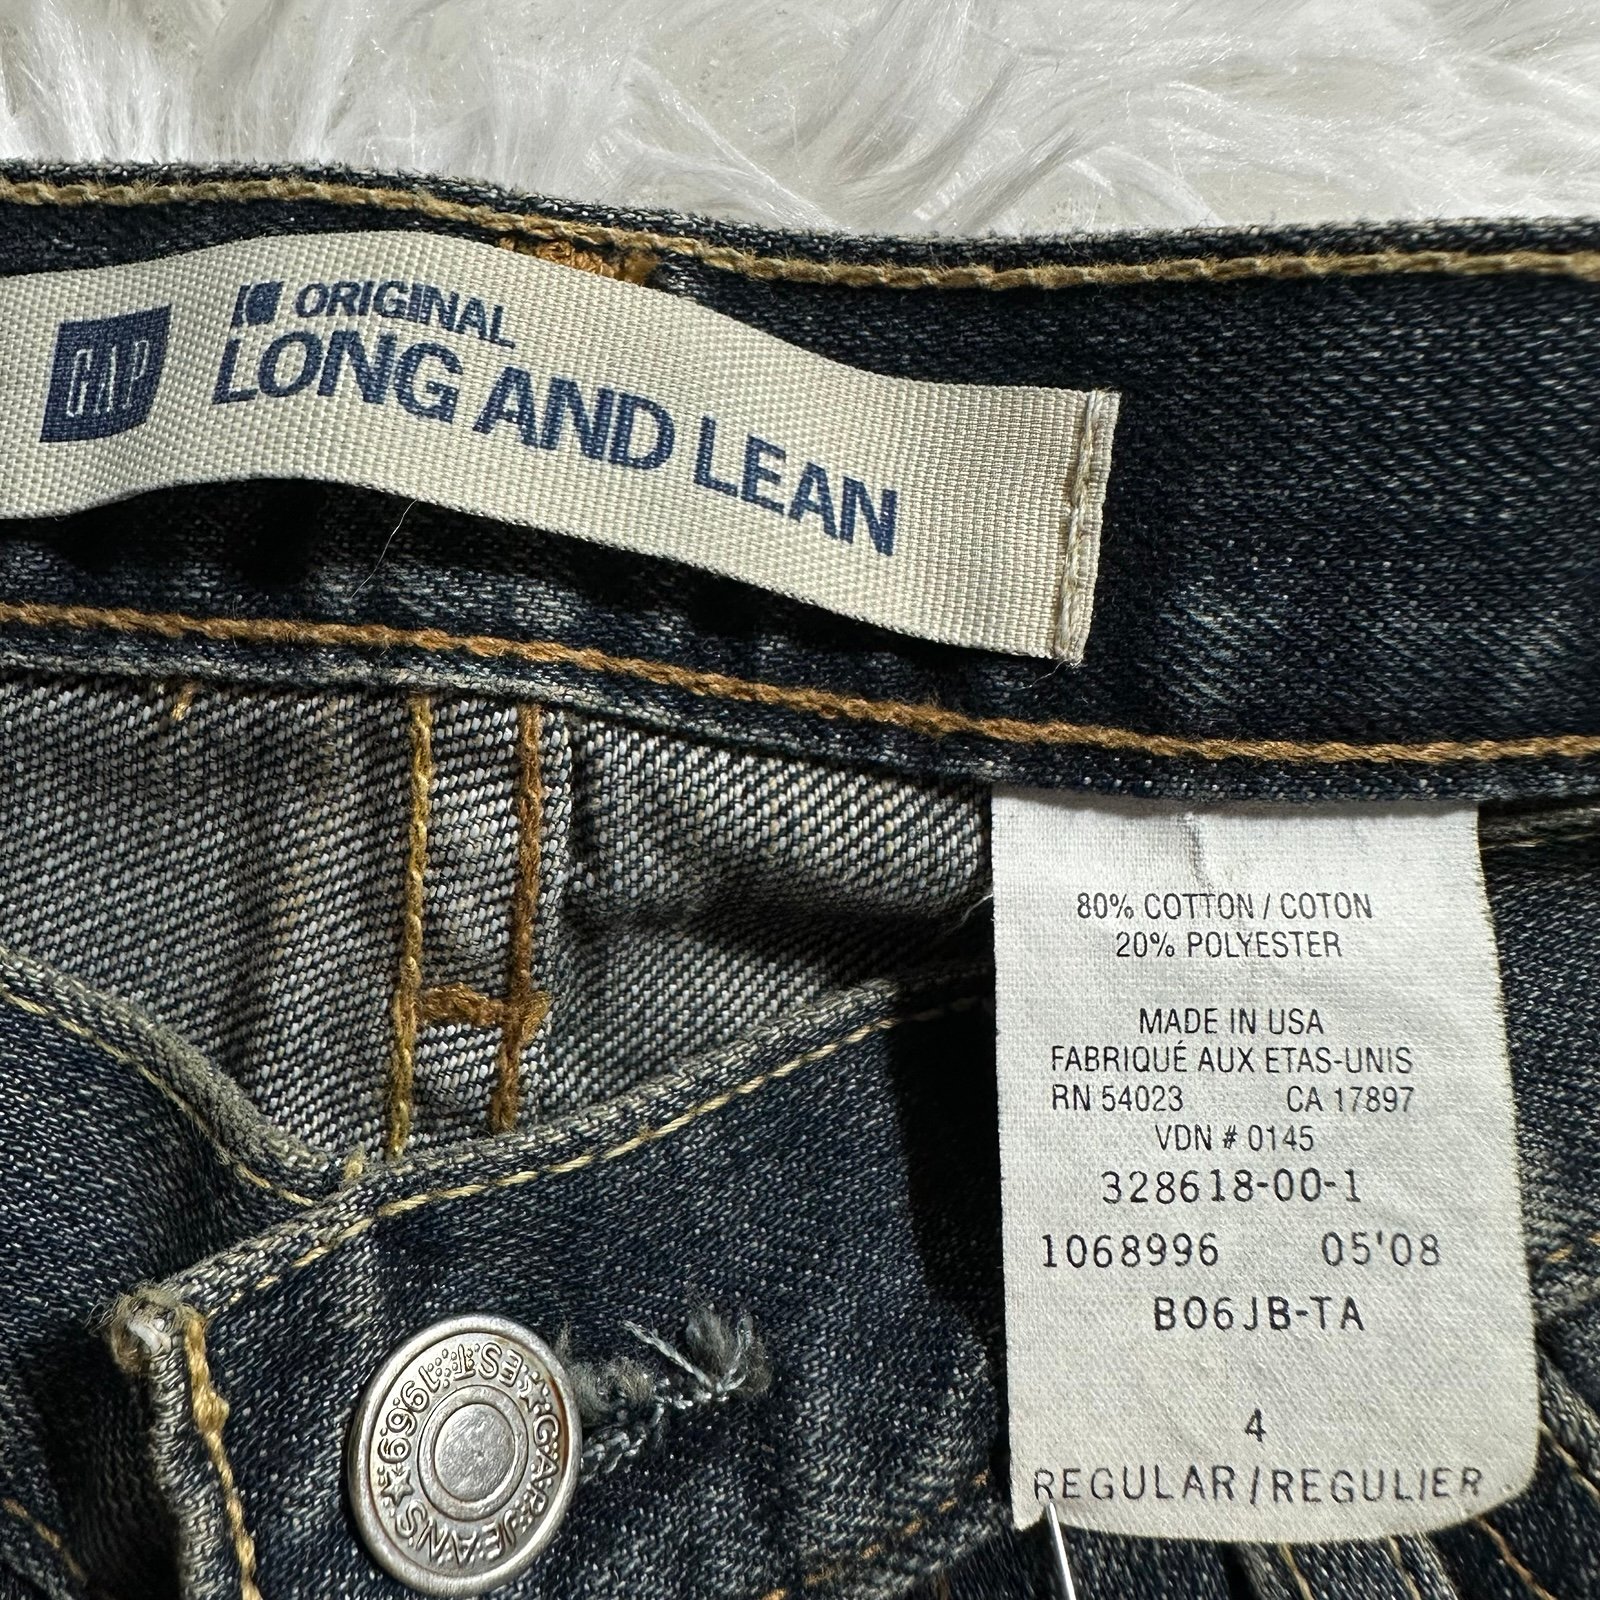 GAP
ORIGINAL
LONG AND LEAN
80% COTTON / COTON
20% POLYESTER
MADE IN USA
FABRIQUÉ AUX ETAS-UNIS
RN 54023 CA 17897
VDN # 0145
328618-00-1
1068996 05'08
B06JB-TA
4
REGULAR/REGULIER
GAP JEANS 1969 EST